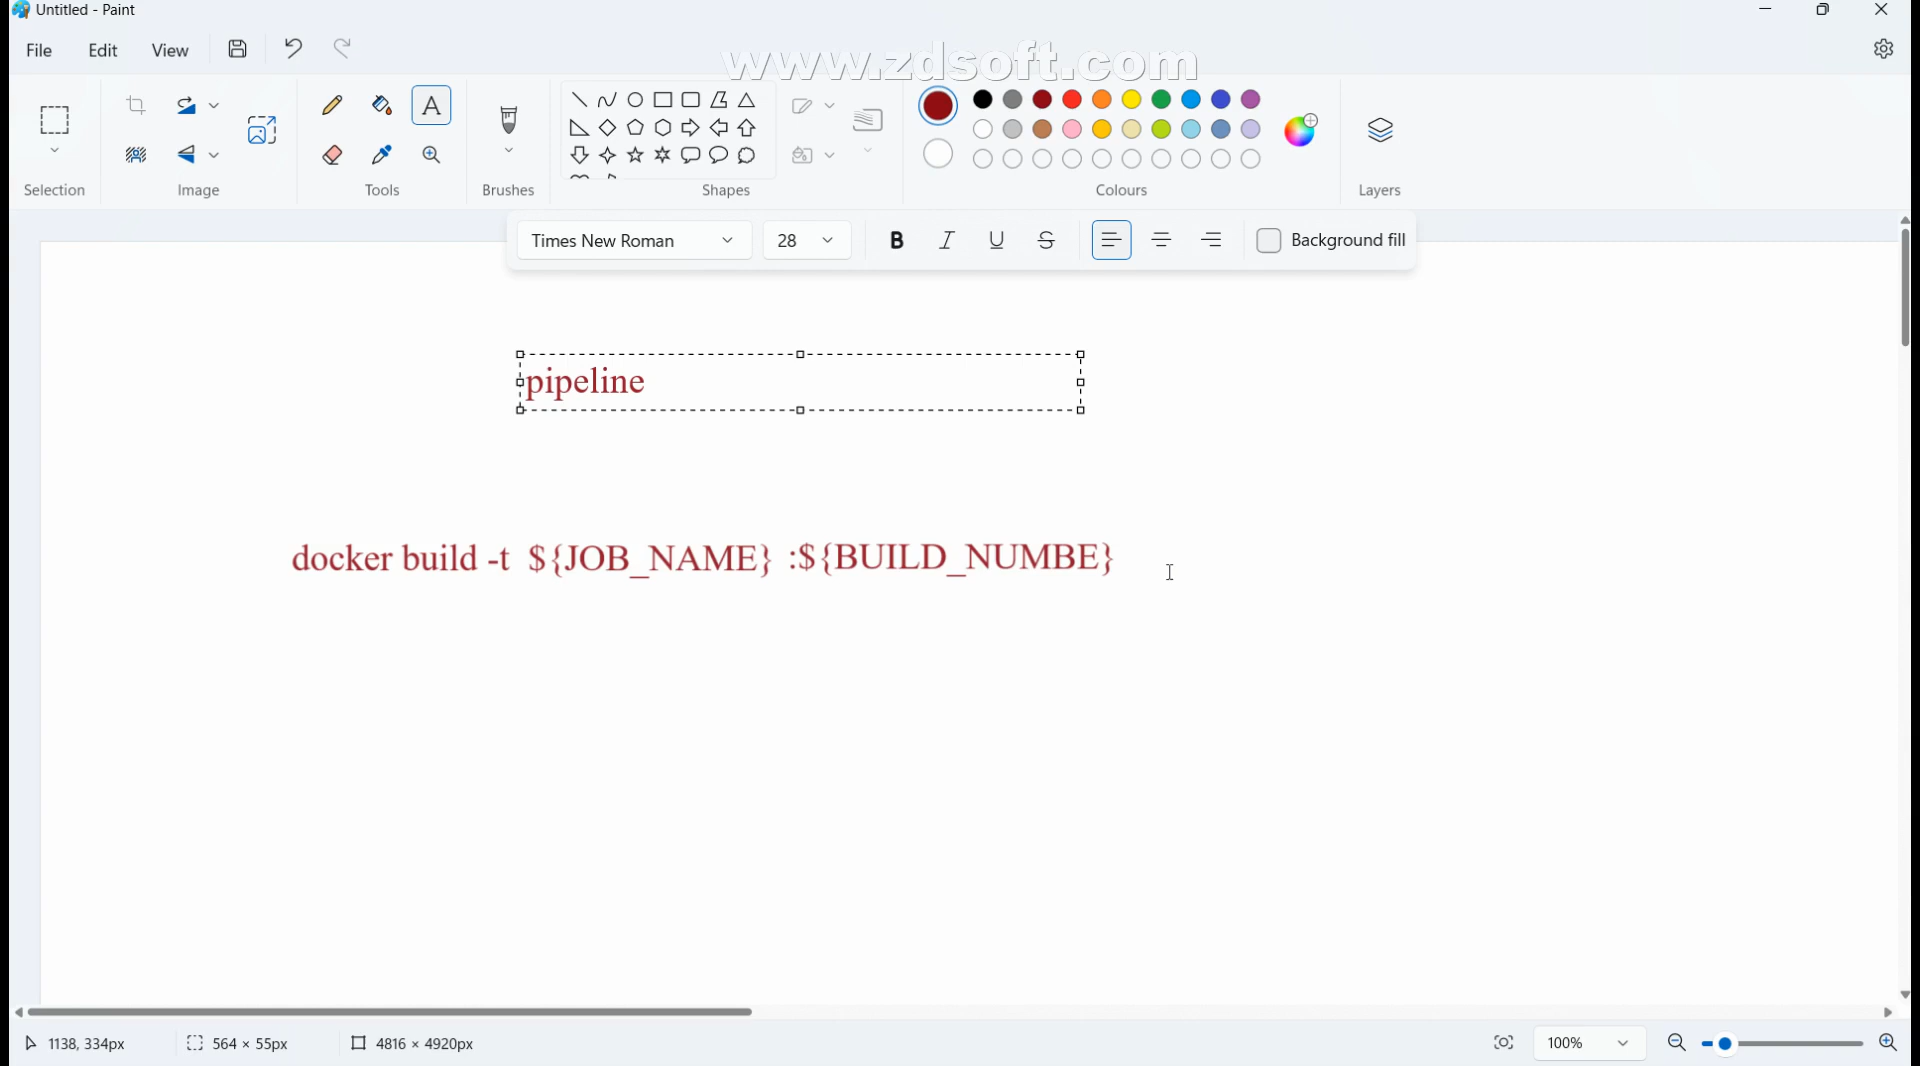 Untitled - Paint
File Edit View
www.zdsoft.com
Selection Image Tools Brushes Shapes Colours Layers
Times New Roman 28 B I U S Background fill
pipeline
docker build -t ${JOB_NAME} :${BUILD_NUMBE}
1138, 334px 564 × 55px 4816 × 4920px 100%